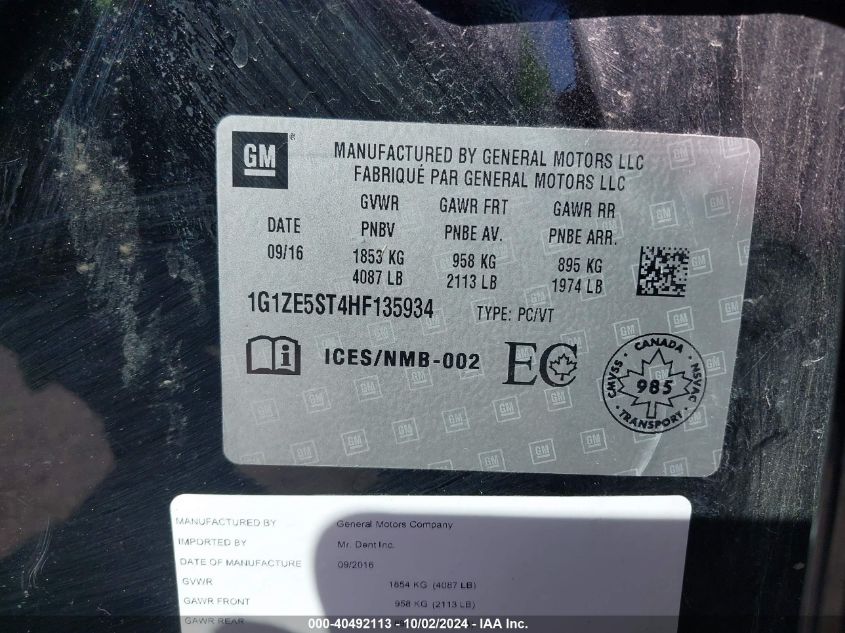 GM ®
MANUFACTURED BY GENERAL MOTORS LLC
FABRIQUÉ PAR GENERAL MOTORS LLC
GVWR GAWR FRT GAWR RR
DATE PNBV PNBE AV. PNBE ARR.
09/16 1853 KG 958 KG 895 KG
4087 LB 2113 LB 1974 LB
1G1ZE5ST4HF135934 TYPE: PC/VT
i ICES/NMB-002 EC
CANADA
CMVSS 985 NSVAC
TRANSPORT
MANUFACTURED BY General Motors Company
IMPORTED BY Mr. Dent Inc.
DATE OF MANUFACTURE 09/2016
GVWR 1854 KG (4087 LB)
GAWR FRONT 958 KG (2113 LB)
GAWR REAR
000-40492113 - 10/02/2024 - IAA Inc.